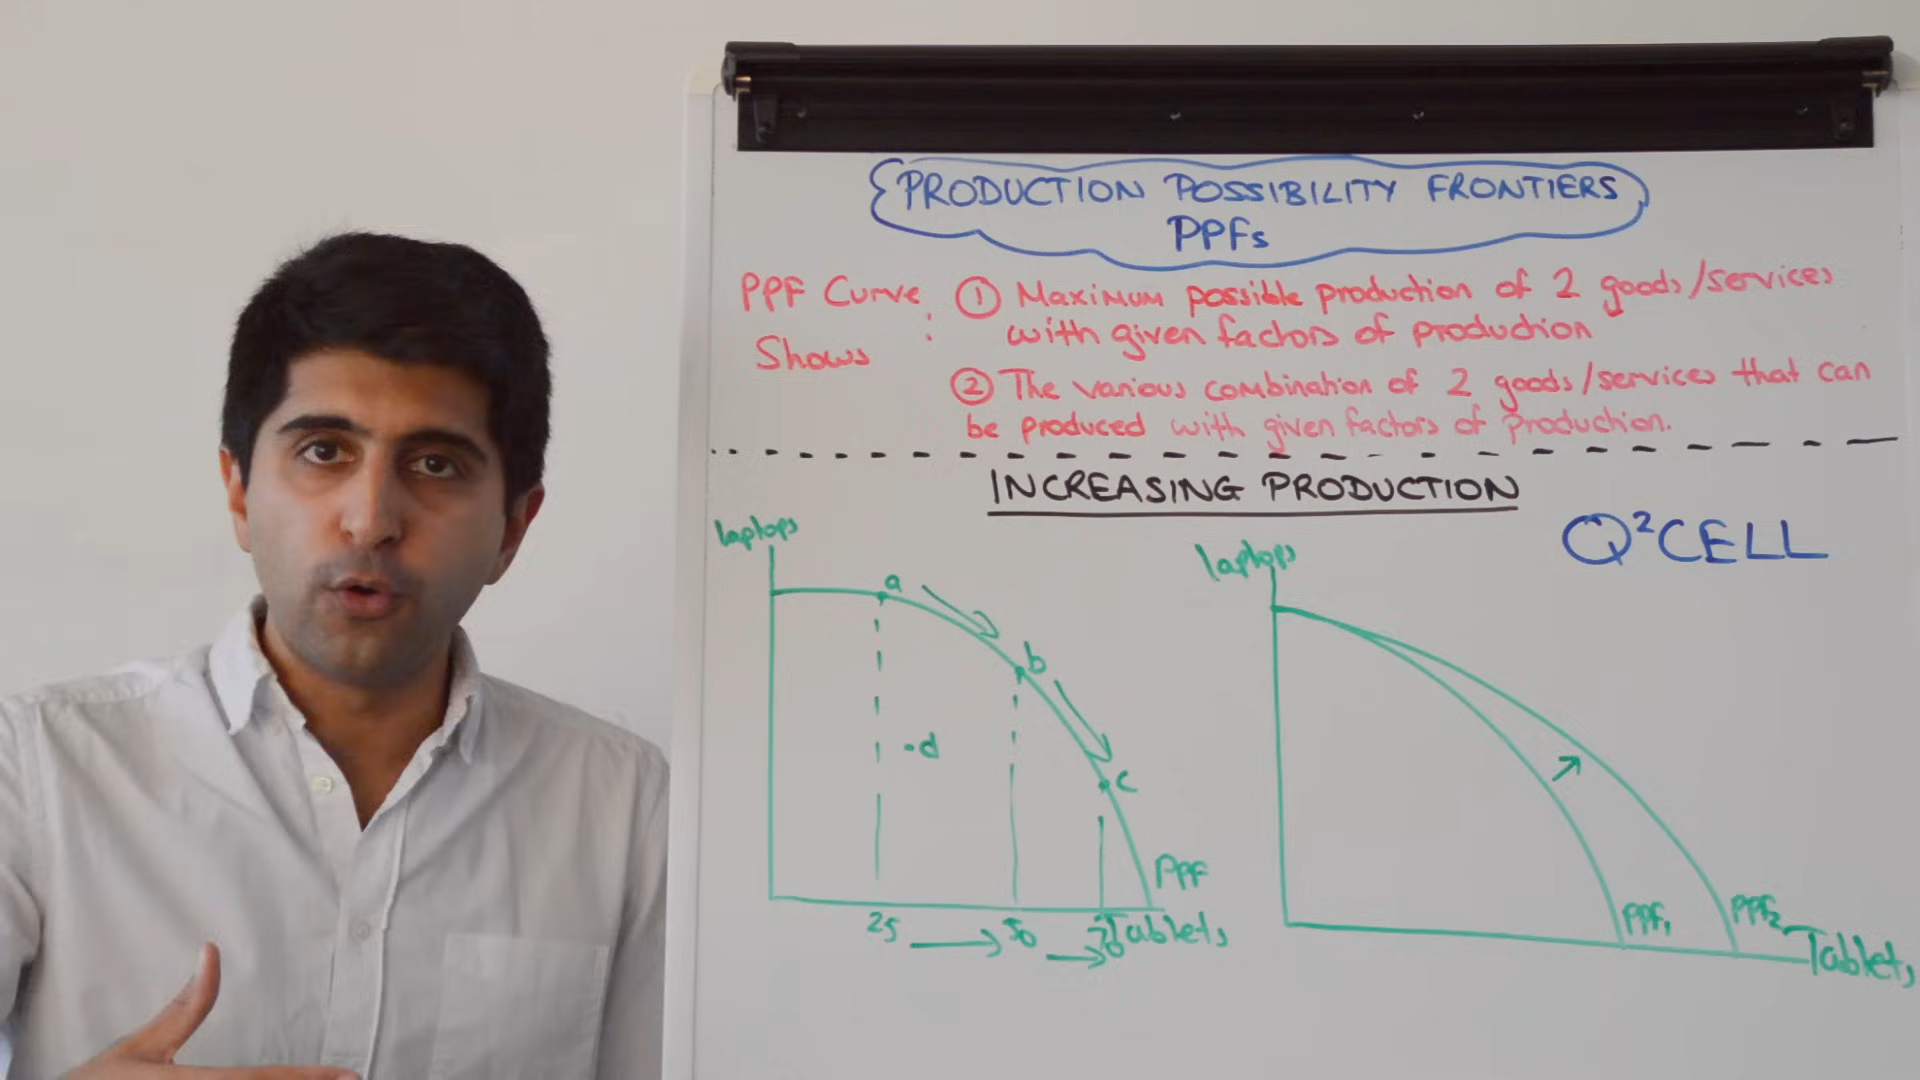 PRODUCTION POSSIBILITY FRONTIERS
PPFs
PPF Curve Shows :
① Maximum possible production of 2 goods/services
with given factors of production
② The various combination of 2 goods/services that can
be produced with given factors of production.
INCREASING PRODUCTION
Q²CELL
laptops
a
b
c
d
PPF
25
50
70
Tablets
laptops
PPF₁
PPF₂
Tablets